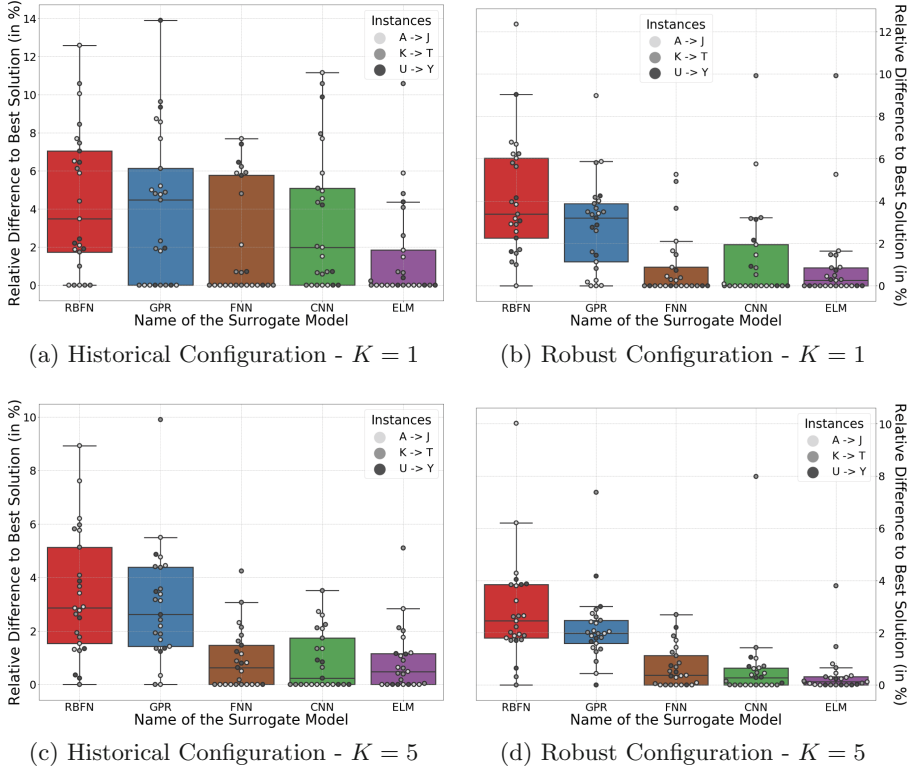 Relative Difference to Best Solution (in %)
14
12
10
8
6
4
2
0
Instances
A -> J
K -> T
U -> Y
RBFN
GPR
FNN
CNN
ELM
Name of the Surrogate Model
(a) Historical Configuration - K = 1
Relative Difference to Best Solution (in %)
12
10
8
6
4
2
0
Instances
A -> J
K -> T
U -> Y
RBFN
GPR
FNN
CNN
ELM
Name of the Surrogate Model
(b) Robust Configuration - K = 1
Relative Difference to Best Solution (in %)
10
8
6
4
2
0
Instances
A -> J
K -> T
U -> Y
RBFN
GPR
FNN
CNN
ELM
Name of the Surrogate Model
(c) Historical Configuration - K = 5
Relative Difference to Best Solution (in %)
10
8
6
4
2
0
Instances
A -> J
K -> T
U -> Y
RBFN
GPR
FNN
CNN
ELM
Name of the Surrogate Model
(d) Robust Configuration - K = 5